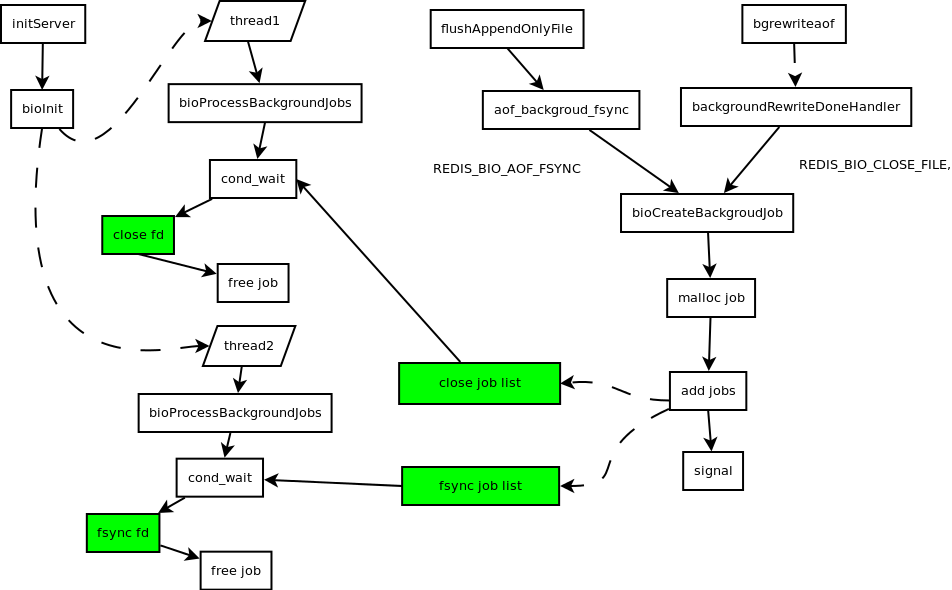 initServer
thread1
flushAppendOnlyFile
bgrewriteaof
bioInit
bioProcessBackgroundJobs
aof_backgroud_fsync
backgroundRewriteDoneHandler
cond_wait
REDIS_BIO_AOF_FSYNC
REDIS_BIO_CLOSE_FILE,
close fd
bioCreateBackgroudJob
free job
malloc job
thread2
close job list
add jobs
bioProcessBackgroundJobs
cond_wait
fsync job list
signal
fsync fd
free job